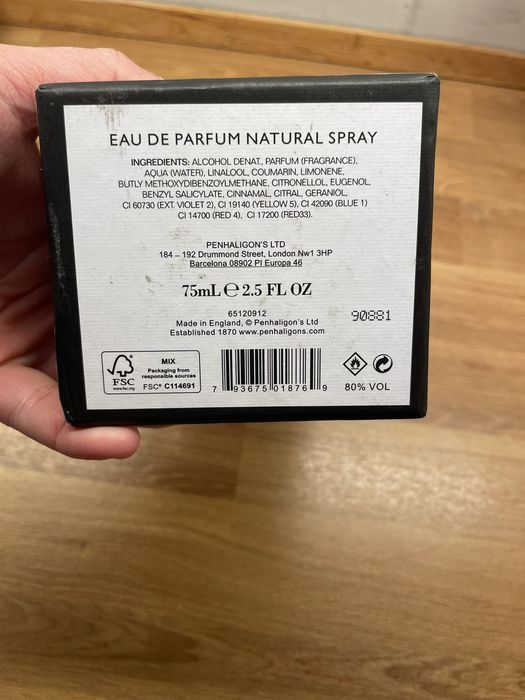 EAU DE PARFUM NATURAL SPRAY
INGREDIENTS: ALCOHOL DENAT., PARFUM (FRAGRANCE),
AQUA (WATER), LINALOOL, COUMARIN, LIMONENE,
BUTLY METHOXYDIBENZOYLMETHANE, CITRONELLOL, EUGENOL,
BENZYL SALICYLATE, CINNAMAL, CITRAL, GERANIOL,
CI 60730 (EXT. VIOLET 2), CI 19140 (YELLOW 5), CI 42090 (BLUE 1)
CI 14700 (RED 4), CI 17200 (RED33).
PENHALIGON'S LTD
184 – 192 Drummond Street, London Nw1 3HP
Barcelona 08902 Pl Europa 46
75mL ℮ 2.5 FL OZ
65120912
Made in England, © Penhaligon's Ltd
Established 1870 www.penhaligons.com
90881
FSC
www.fsc.org
MIX
Packaging from
responsible sources
FSC® C114691
7 93675 01876 9
80% VOL